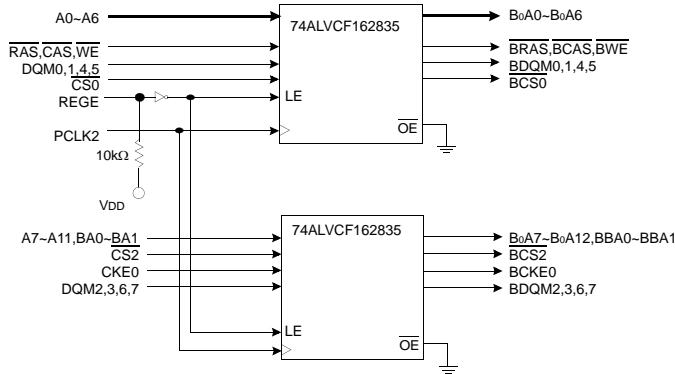 A0~A6
74ALVCF162835
B0A0~B0A6
RAS,CAS,WE
BRAS,BCAS,BWE
DQM0,1,4,5
BDQM0,1,4,5
CS0
BCS0
REGE
LE
PCLK2
OE
10kΩ
VDD
74ALVCF162835
A7~A11,BA0~BA1
B0A7~B0A12,BBA0~BBA1
CS2
BCS2
CKE0
BCKE0
DQM2,3,6,7
BDQM2,3,6,7
LE
OE